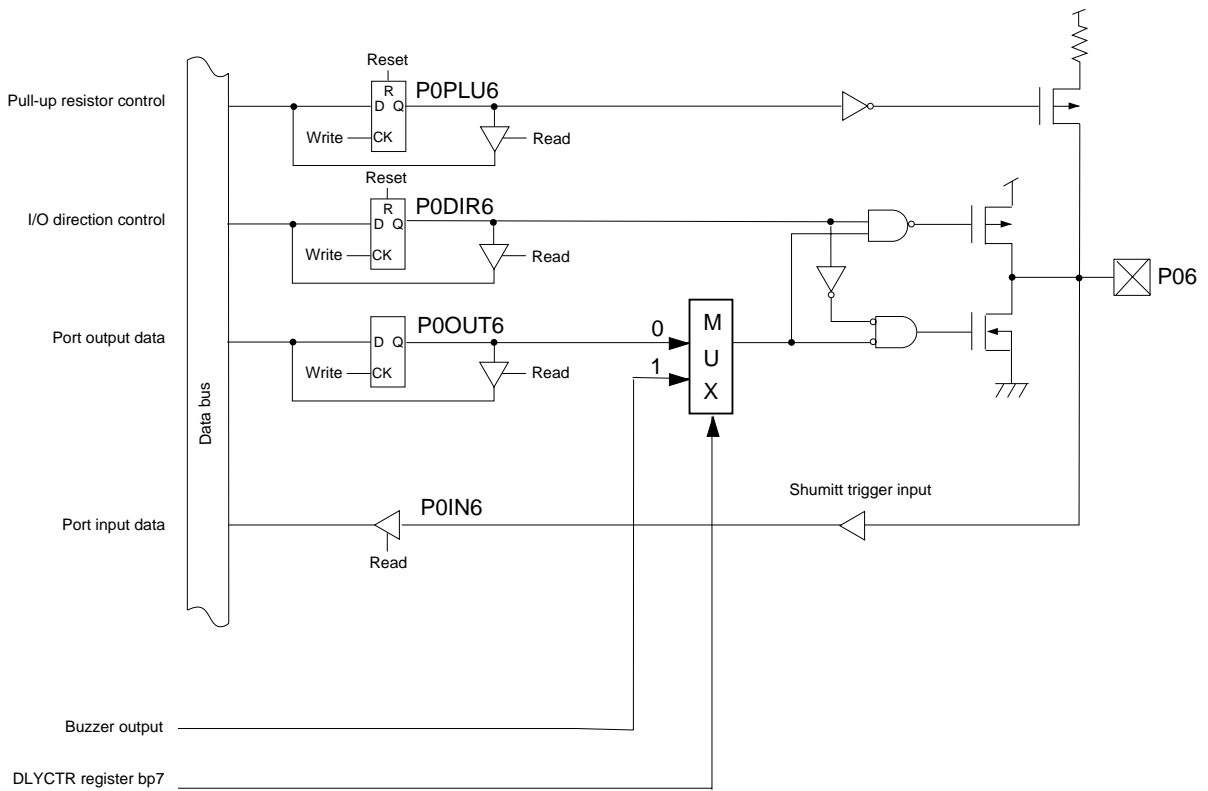 Reset
Pull-up resistor control
R
D Q
P0PLU6
Write
CK
Read
Reset
I/O direction control
R
D Q
P0DIR6
Write
CK
Read
P06
Port output data
D Q
P0OUT6
Write
CK
Read
0
1
M
U
X
Data bus
Shumitt trigger input
Port input data
P0IN6
Read
Buzzer output
DLYCTR register bp7